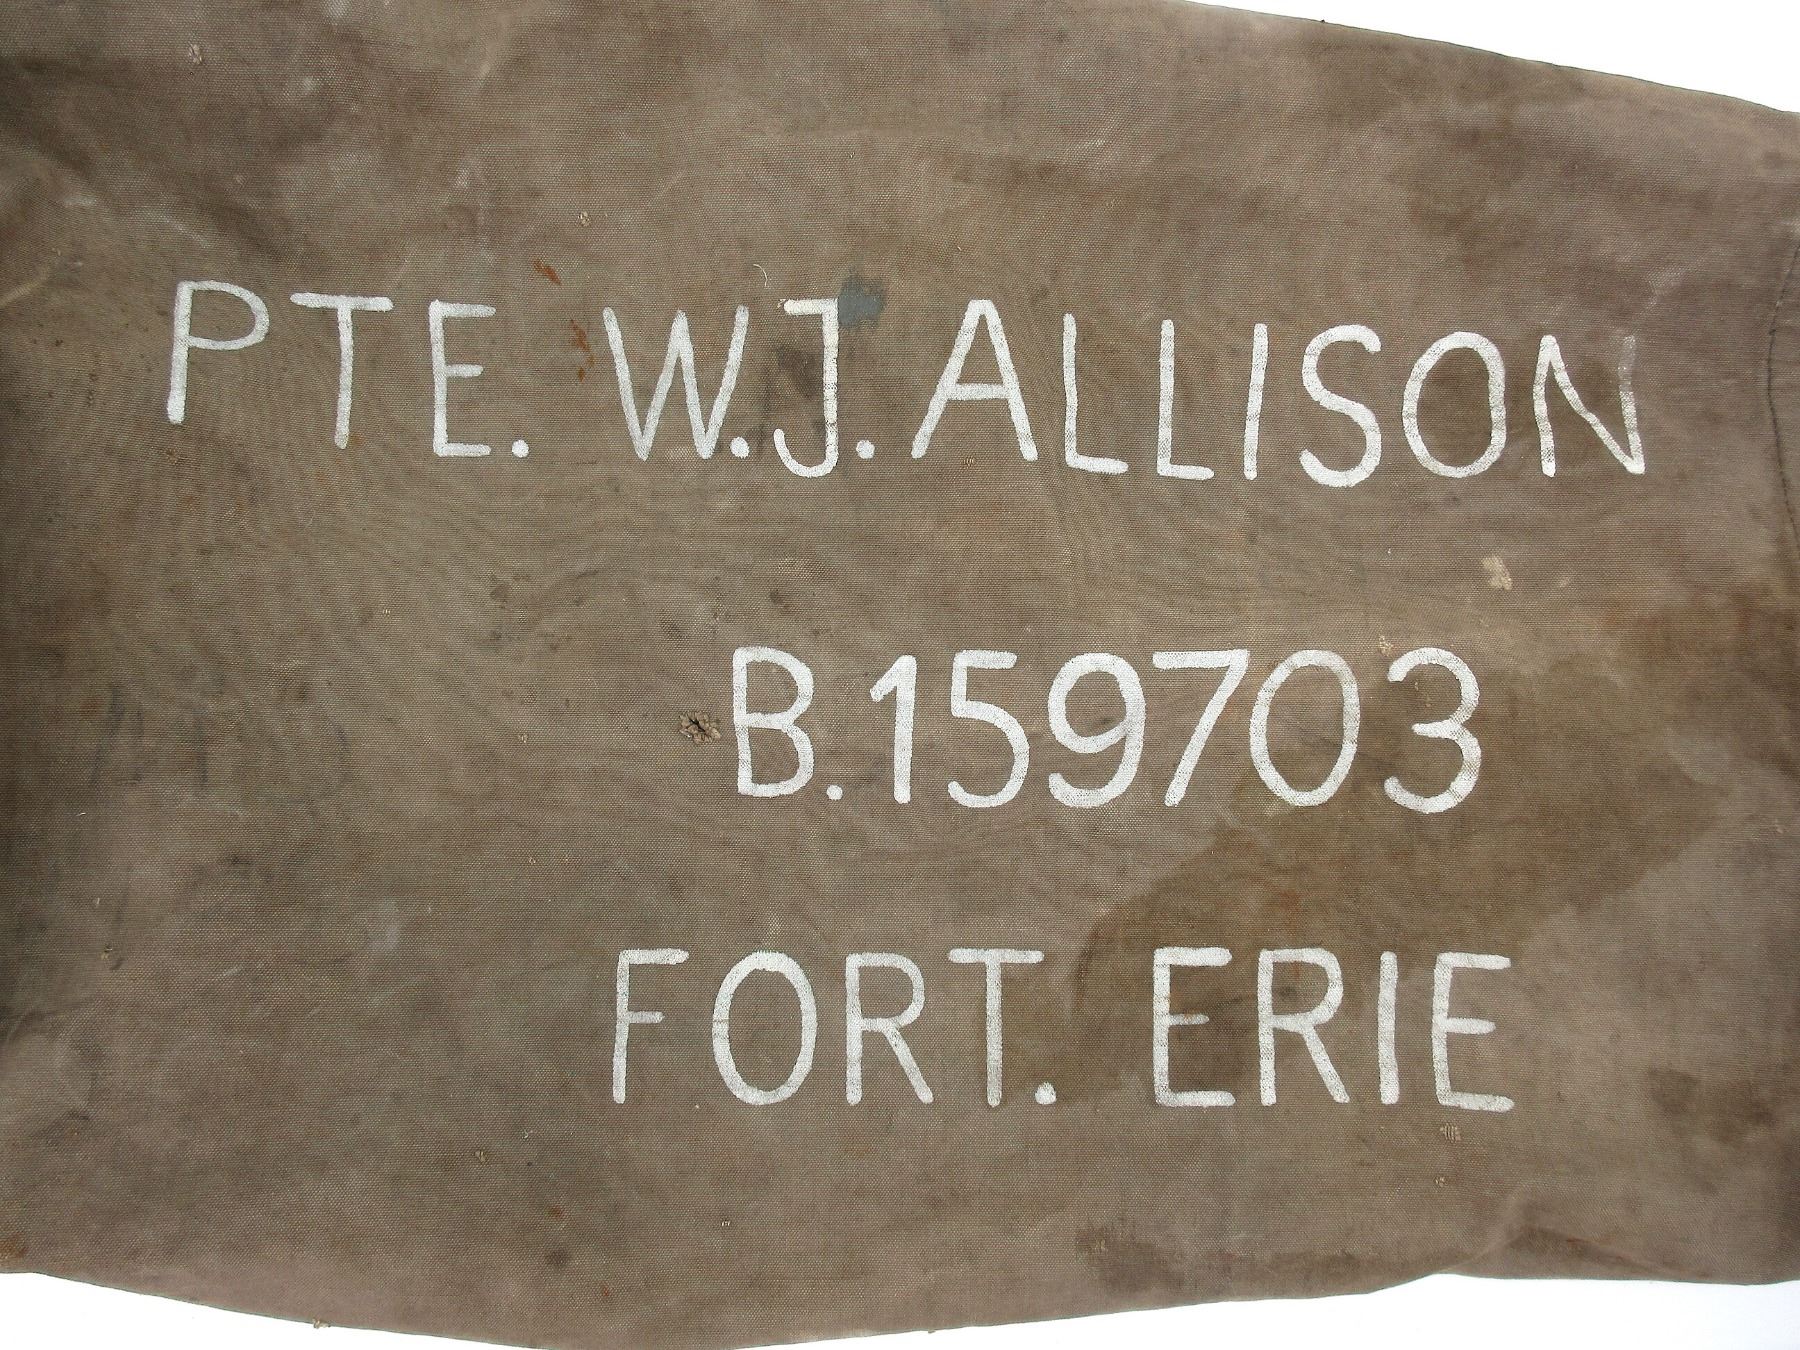 PTE. W.J. ALLISON
B.159703
FORT. ERIE